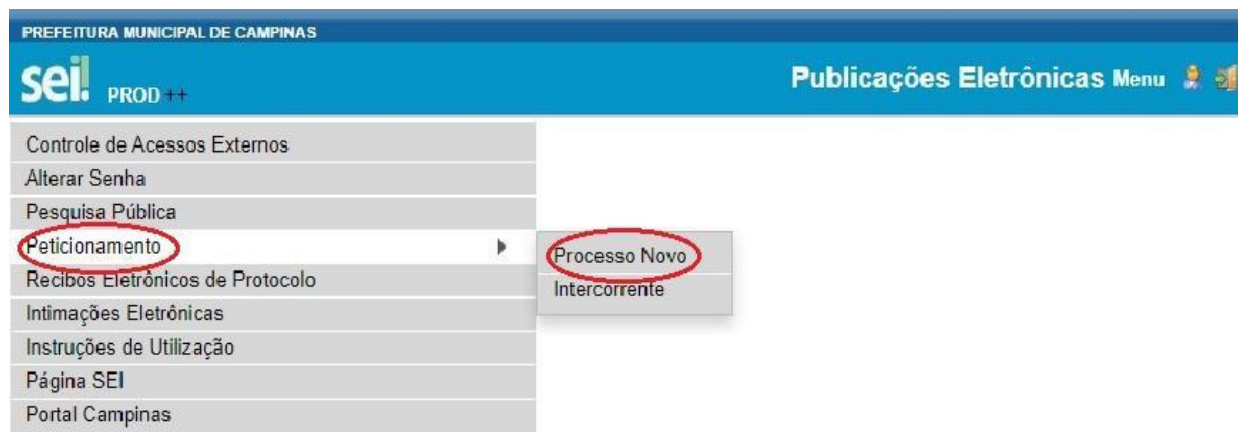 PREFEITURA MUNICIPAL DE CAMPINAS
sei! PROD ++
Publicações Eletrônicas Menu
Controle de Acessos Externos
Alterar Senha
Pesquisa Pública
Peticionamento
Processo Novo
Recibos Eletrônicos de Protocolo
Intercorrente
Intimações Eletrônicas
Instruções de Utilização
Página SEI
Portal Campinas